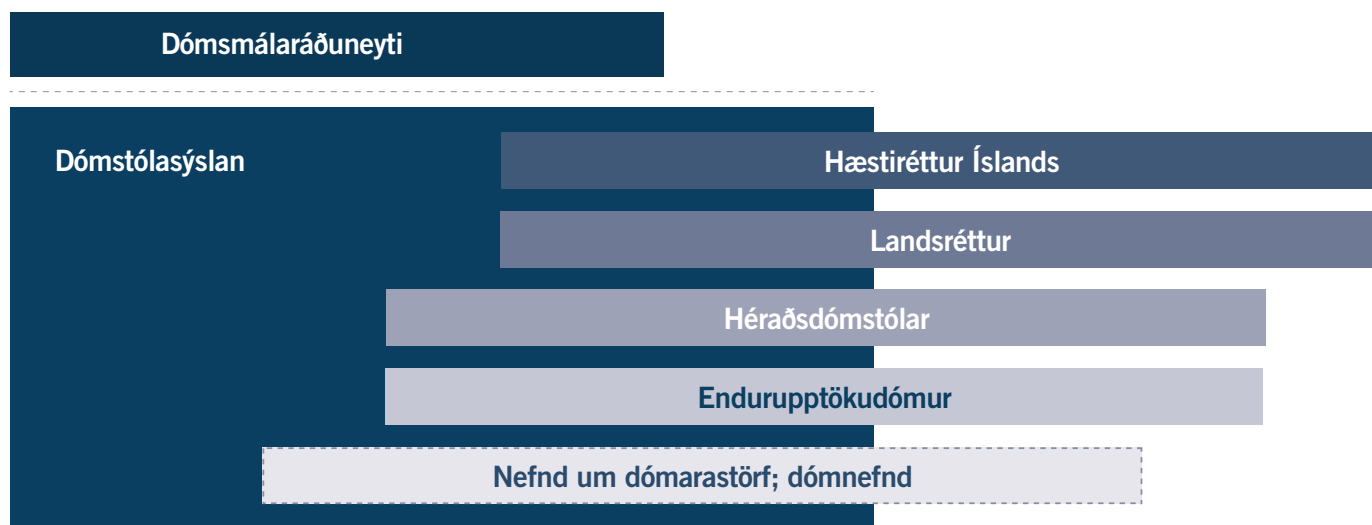 Dómsmálaráðuneyti
Dómstólasýslan
Hæstiréttur Íslands
Landsréttur
Héraðsdómstólar
Endurupptökudómur
Nefnd um dómarastörf; dómnefnd